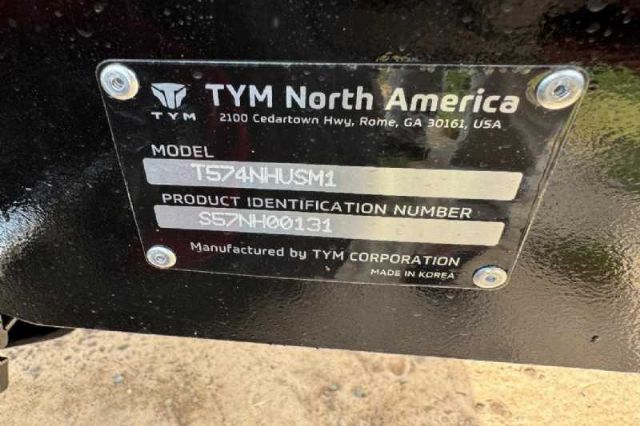 TYM
TYM North America
2100 Cedartown Hwy, Rome, GA 30161, USA
MODEL
T574NHUSM1
PRODUCT IDENTIFICATION NUMBER
S57NH00131
Manufactured by TYM CORPORATION
MADE IN KOREA